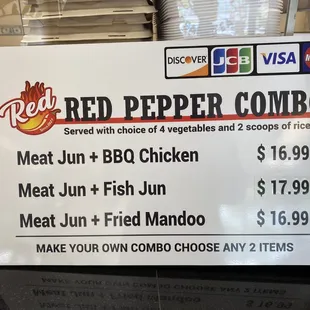 DISCOVER JCB VISA
Red RED PEPPER COMBO
Served with choice of 4 vegetables and 2 scoops of rice
Meat Jun + BBQ Chicken $ 16.99
Meat Jun + Fish Jun $ 17.99
Meat Jun + Fried Mandoo $ 16.99
MAKE YOUR OWN COMBO CHOOSE ANY 2 ITEMS